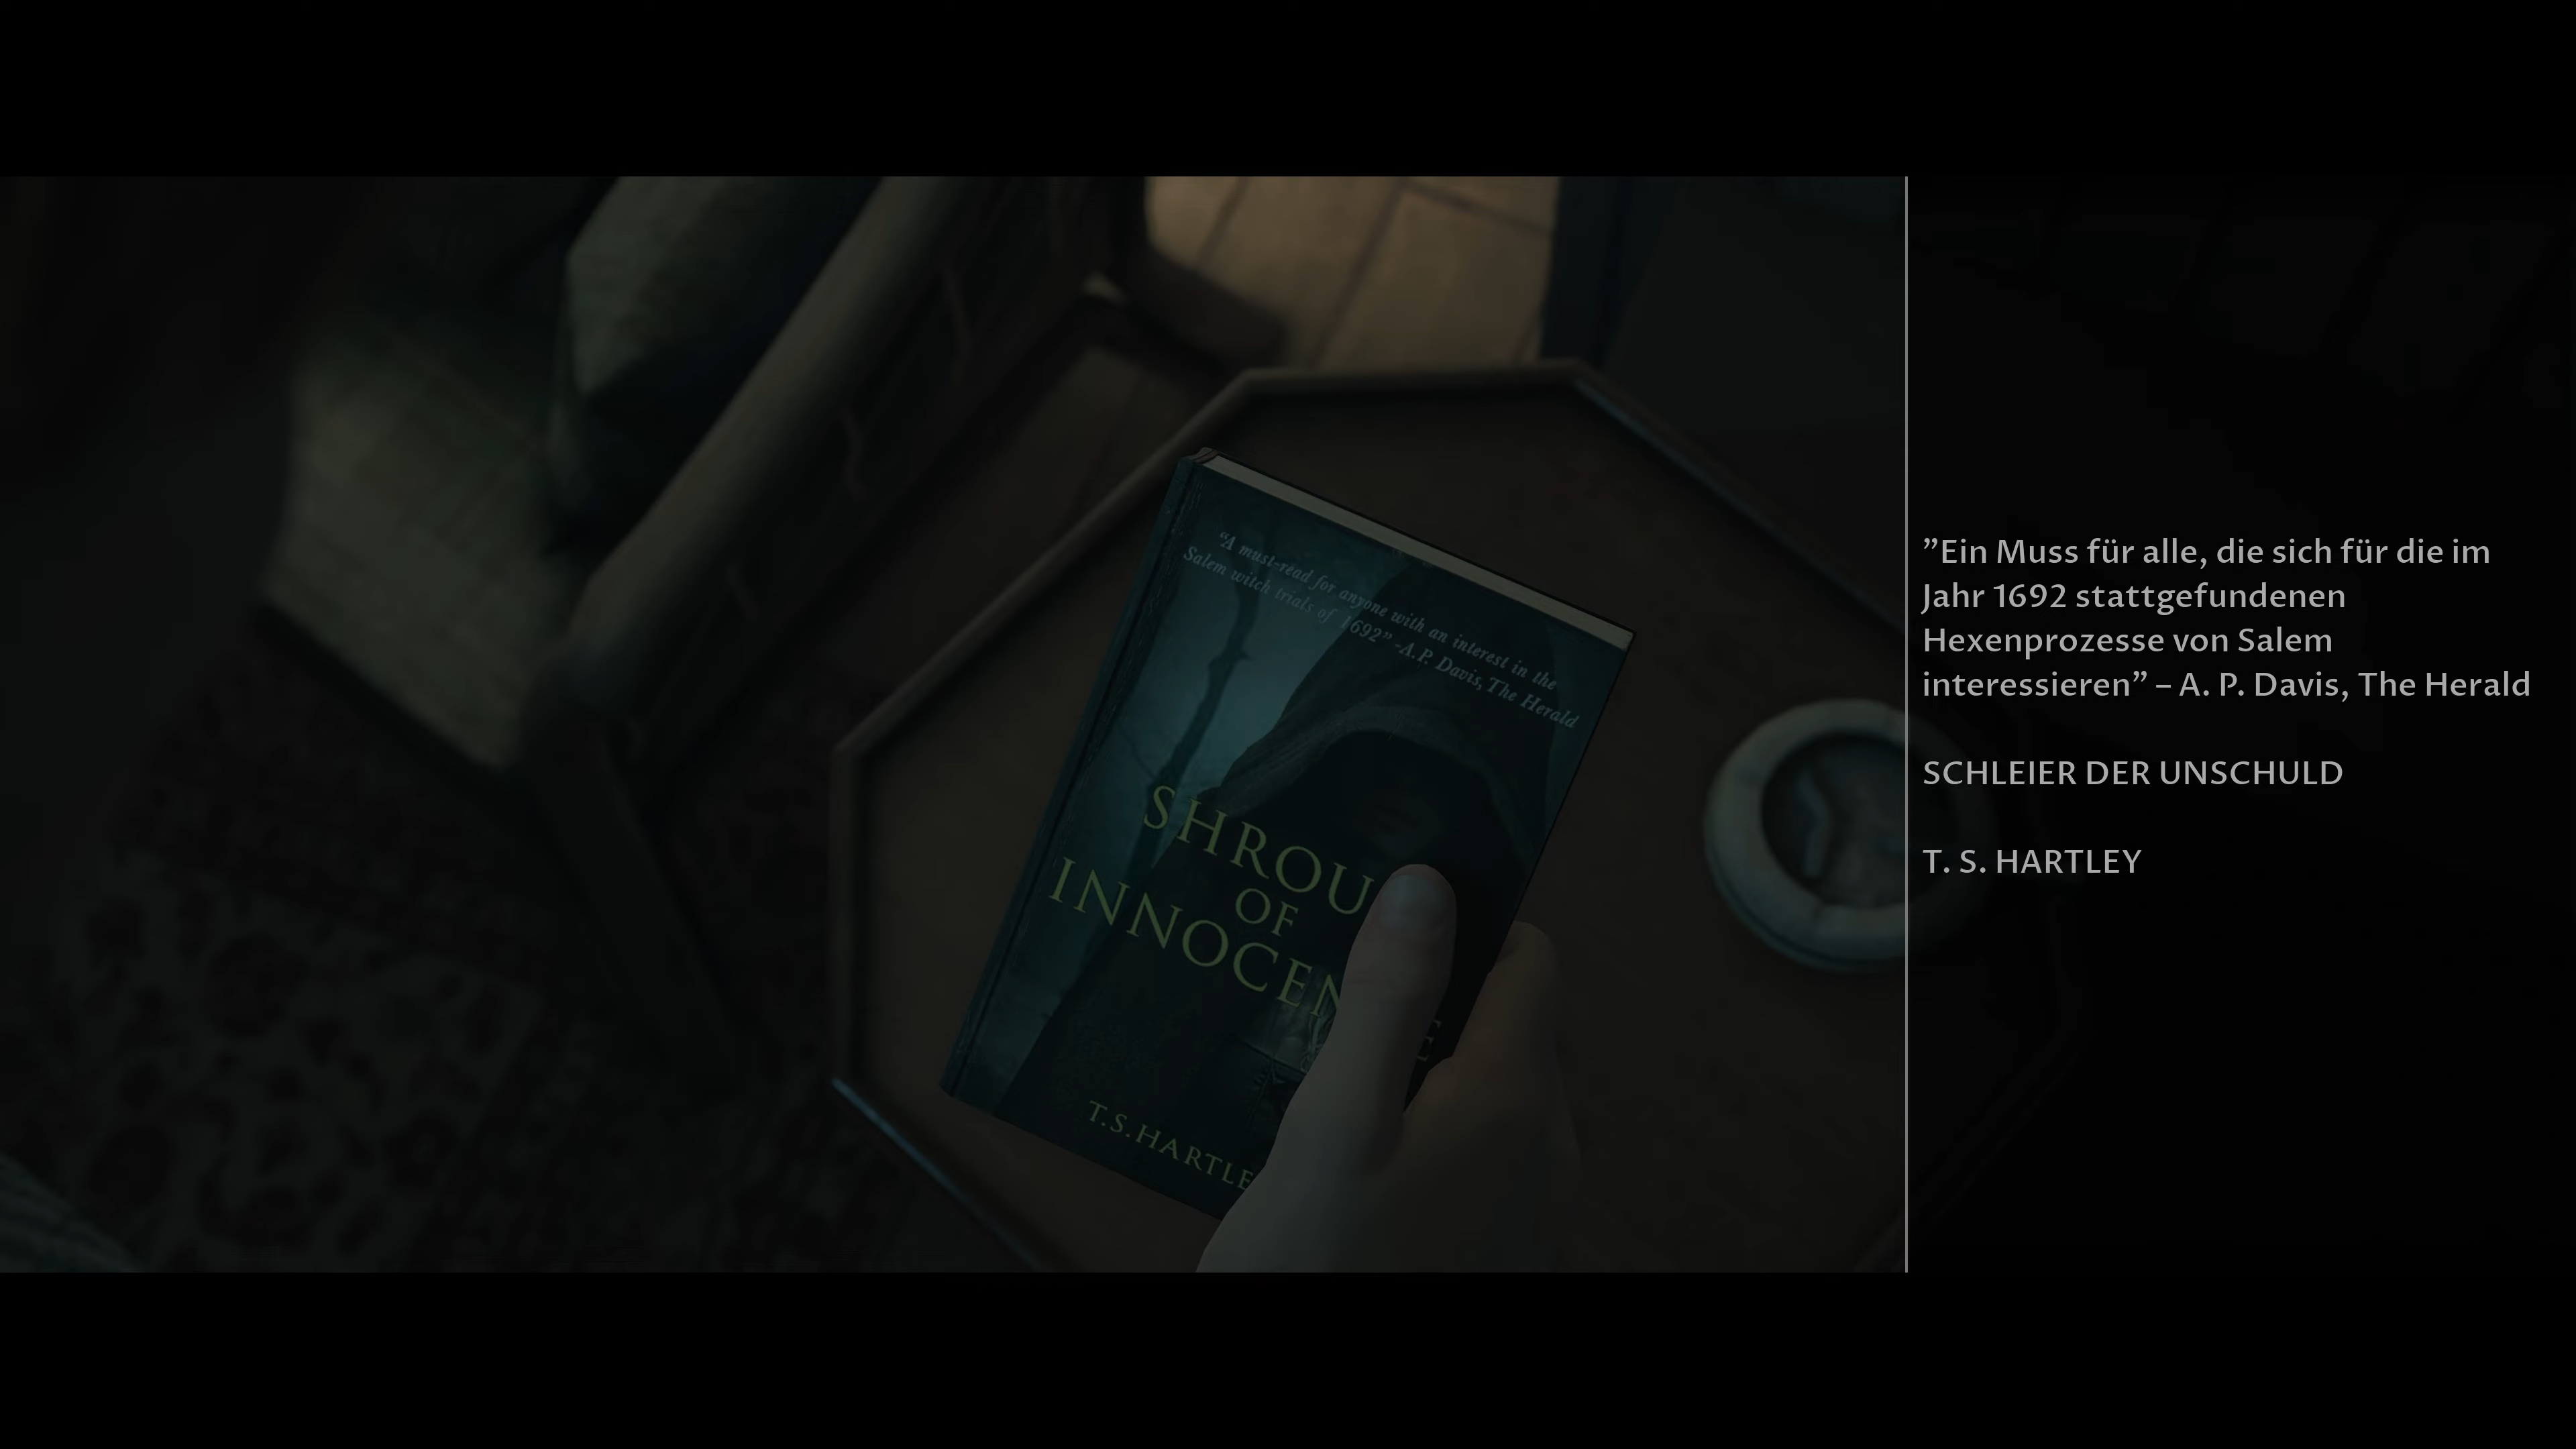 “A must-read for anyone with an interest in the
Salem witch trials of 1692” -A.P. Davis, The Herald
SHROU
OF
INNOCEN E
T.S.HARTLE
”Ein Muss für alle, die sich für die im
Jahr 1692 stattgefundenen
Hexenprozesse von Salem
interessieren” – A. P. Davis, The Herald
SCHLEIER DER UNSCHULD
T. S. HARTLEY